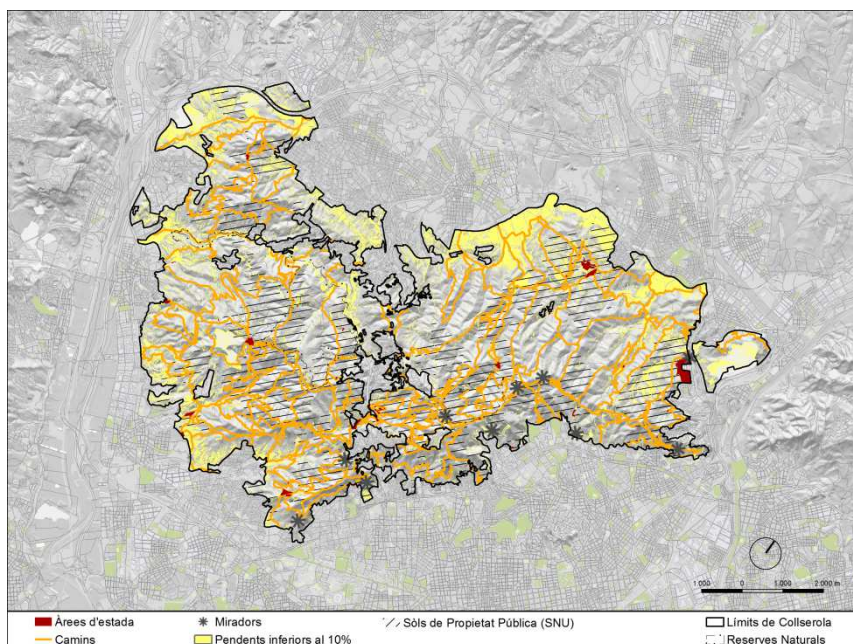 1 000 0 1 000 2 000 m
Àrees d'estada Miradors Sòls de Propietat Pública (SNU) Límits de Collserola
Camins Pendents inferiors al 10% Reserves Naturals